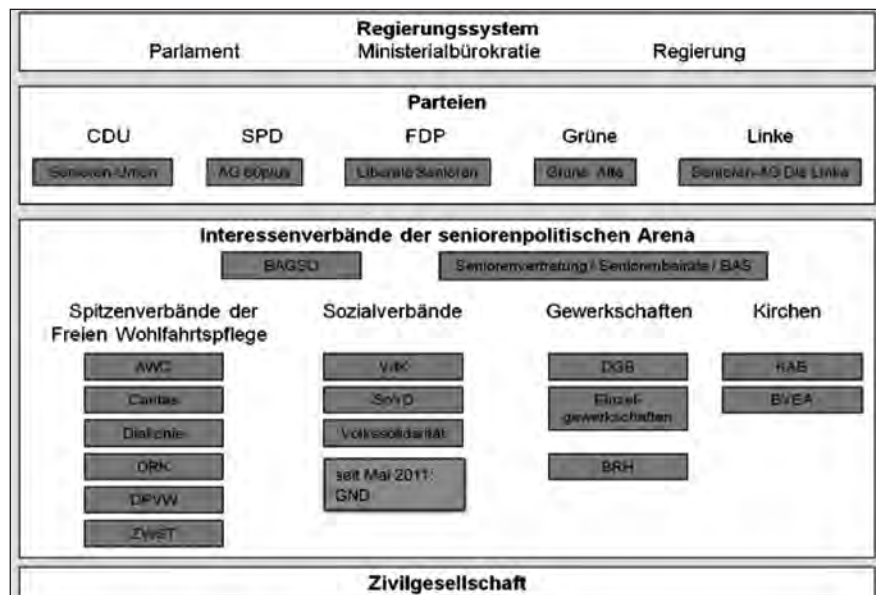 Regierungssystem
Parlament Ministerialbürokratie Regierung
Parteien
CDU SPD FDP Grüne Linke
Senioren-Union AG 60plus Liberale Senioren Grüne Alte Senioren-AG Die Linke
Interessenverbände der seniorenpolitischen Arena
BAGSO Seniorenvertretung / Seniorenbeiräte / BAS
Spitzenverbände der
Freien Wohlfahrtspflege
AWO
Caritas
Diakonie
DRK
DPVW
ZWST
Sozialverbände
VdK
SoVD
Volkssolidarität
seit Mai 2011:
GND
Gewerkschaften
DGB
Einzel-
gewerkschaften
BRH
Kirchen
KAB
BVEA
Zivilgesellschaft